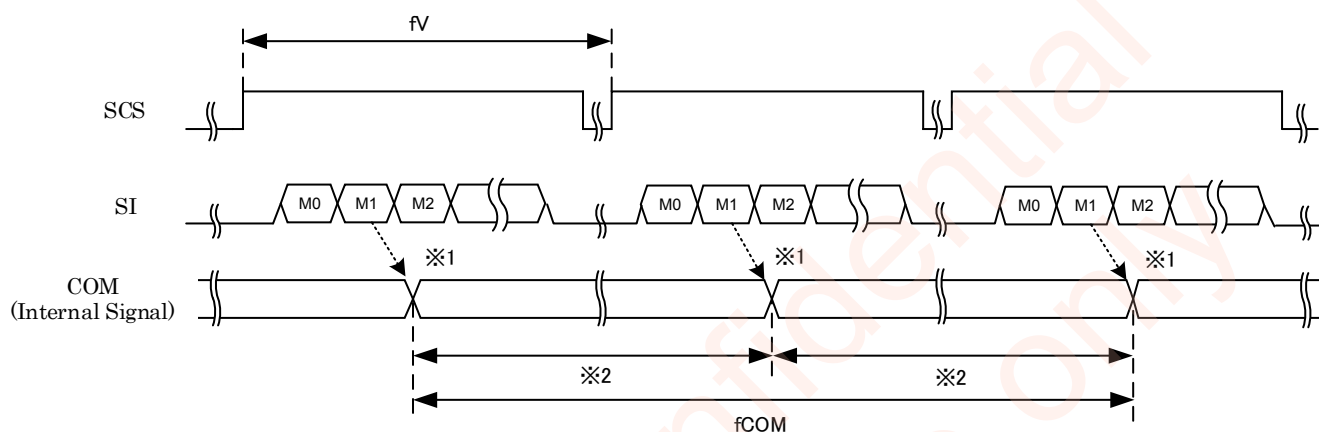 fV
SCS
SI
M0 M1 M2 M0 M1 M2 M0 M1 M2
※1 ※1 ※1
COM
(Internal Signal)
※2 ※2
fCOM
only